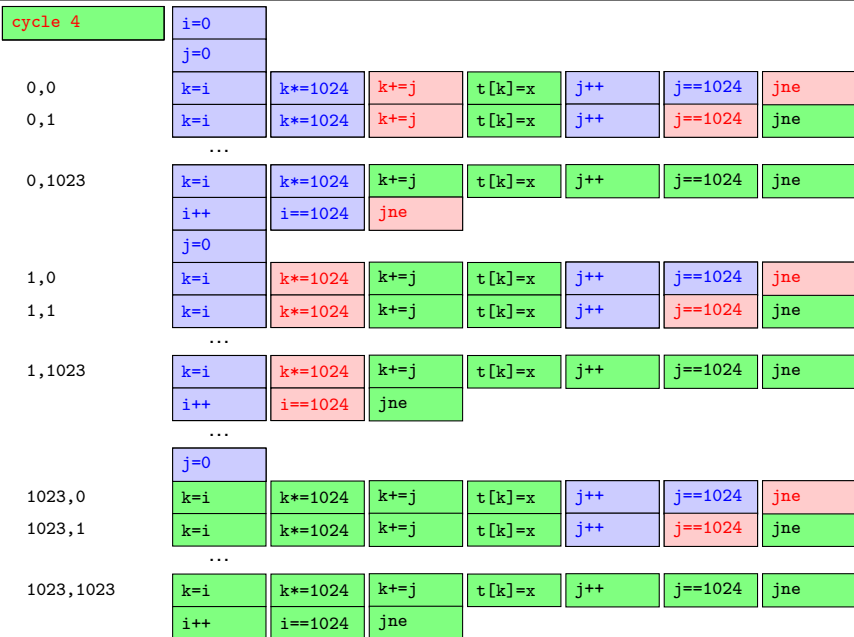 cycle 4 i=0
j=0
0,0 k=i k*=1024 k+=j t[k]=x j++ j==1024 jne
0,1 k=i k*=1024 k+=j t[k]=x j++ j==1024 jne
...
0,1023 k=i k*=1024 k+=j t[k]=x j++ j==1024 jne
i++ i==1024 jne
j=0
1,0 k=i k*=1024 k+=j t[k]=x j++ j==1024 jne
1,1 k=i k*=1024 k+=j t[k]=x j++ j==1024 jne
...
1,1023 k=i k*=1024 k+=j t[k]=x j++ j==1024 jne
i++ i==1024 jne
...
j=0
1023,0 k=i k*=1024 k+=j t[k]=x j++ j==1024 jne
1023,1 k=i k*=1024 k+=j t[k]=x j++ j==1024 jne
...
1023,1023 k=i k*=1024 k+=j t[k]=x j++ j==1024 jne
i++ i==1024 jne